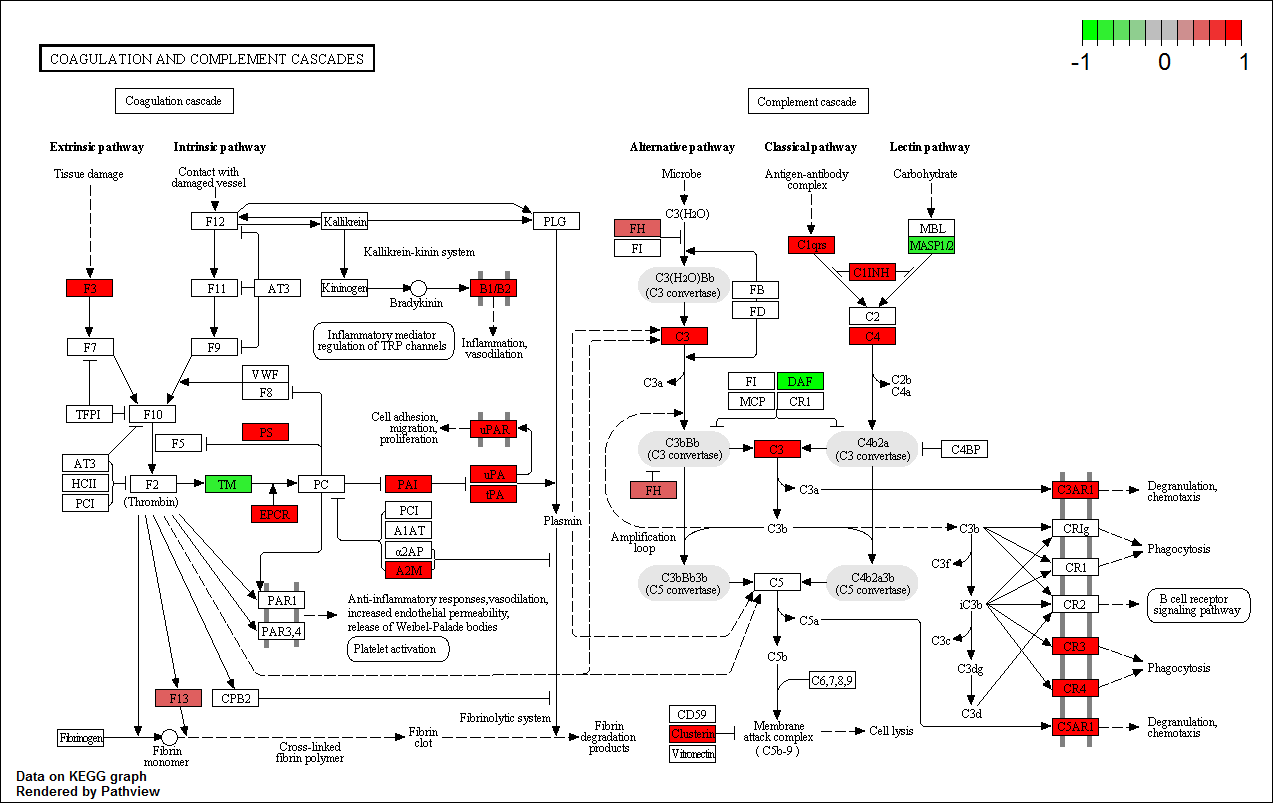 COAGULATION AND COMPLEMENT CASCADES
-1
0
1
Coagulation cascade
Complement cascade
Extrinsic pathway
Intrinsic pathway
Alternative pathway
Classical pathway
Lectin pathway
Tissue damage
Contact with
damaged vessel
Microbe
Antigen-antibody
complex
Carbohydrate
F12
Kallikrein
PLG
C3(H2O)
FH
FI
MBL
MASP1/2
C1qrs
C1INH
Kallikrein-kinin system
F3
F11
AT3
Kininogen
Bradykinin
B1/B2
C3(H2O)Bb
(C3 convertase)
FB
FD
C2
C4
Inflammatory mediator
regulation of TRP channels
Inflammation,
vasodilation
C3
F7
F9
VWF
F8
C3a
FI
DAF
MCP
CR1
C2b
C4a
TFPI
F10
Cell adhesion,
migration,
proliferation
uPAR
PS
F5
C3bBb
(C3 convertase)
C3
C4b2a
(C3 convertase)
C4BP
AT3
HCII
PCI
F2
(Thrombin)
TM
PC
PAI
uPA
tPA
EPCR
FH
C3a
C3AR1
Degranulation,
chemotaxis
PCI
A1AT
α2AP
A2M
Plasmin
Amplification
loop
C3b
C3b
CRIg
CR1
CR2
Phagocytosis
C3f
iC3b
B cell receptor
signaling pathway
C3bBb3b
(C5 convertase)
C5
C4b2a3b
(C5 convertase)
PAR1
PAR3,4
Anti-inflammatory responses,vasodilation,
increased endothelial permeability,
release of Weibel-Palade bodies
Platelet activation
C5a
C3c
CR3
C5b
C3dg
Phagocytosis
CR4
F13
CPB2
C6,7,8,9
C3d
Fibrinolytic system
CD59
Clusterin
Vitronectin
Membrane
attack complex
( C5b-9 )
Cell lysis
C5AR1
Degranulation,
chemotaxis
Fibrinogen
Fibrin
monomer
Cross-linked
fibrin polymer
Fibrin
clot
Fibrin
degradation
products
Data on KEGG graph
Rendered by Pathview